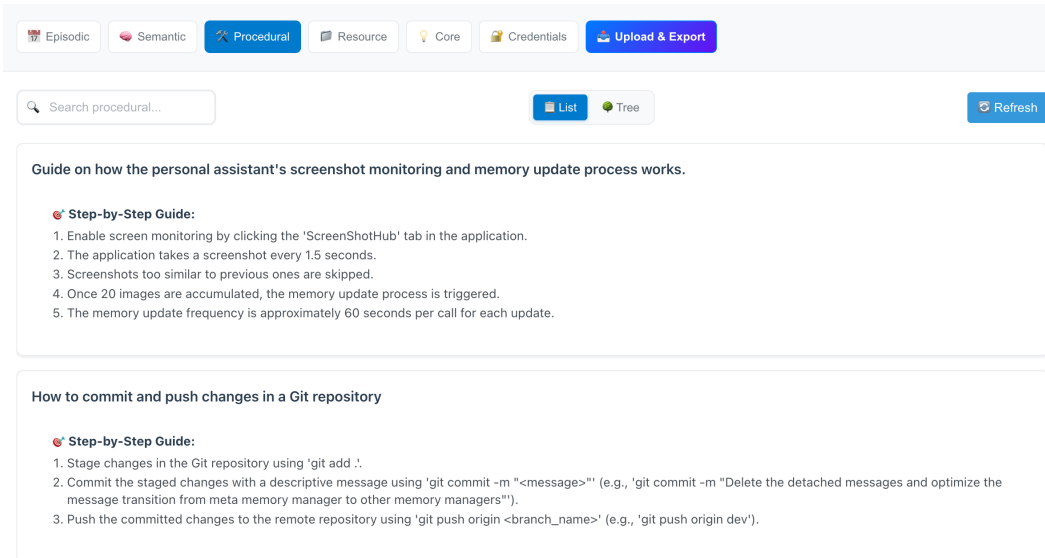 Episodic
Semantic
Procedural
Resource
Core
Credentials
Upload & Export
Search procedural...
List
Tree
Refresh
Guide on how the personal assistant's screenshot monitoring and memory update process works.
Step-by-Step Guide:
1. Enable screen monitoring by clicking the 'ScreenShotHub' tab in the application.
2. The application takes a screenshot every 1.5 seconds.
3. Screenshots too similar to previous ones are skipped.
4. Once 20 images are accumulated, the memory update process is triggered.
5. The memory update frequency is approximately 60 seconds per call for each update.
How to commit and push changes in a Git repository
Step-by-Step Guide:
1. Stage changes in the Git repository using 'git add .'.
2. Commit the staged changes with a descriptive message using 'git commit -m "<message>"' (e.g., 'git commit -m "Delete the detached messages and optimize the
message transition from meta memory manager to other memory managers"').
3. Push the committed changes to the remote repository using 'git push origin <branch_name>' (e.g., 'git push origin dev').